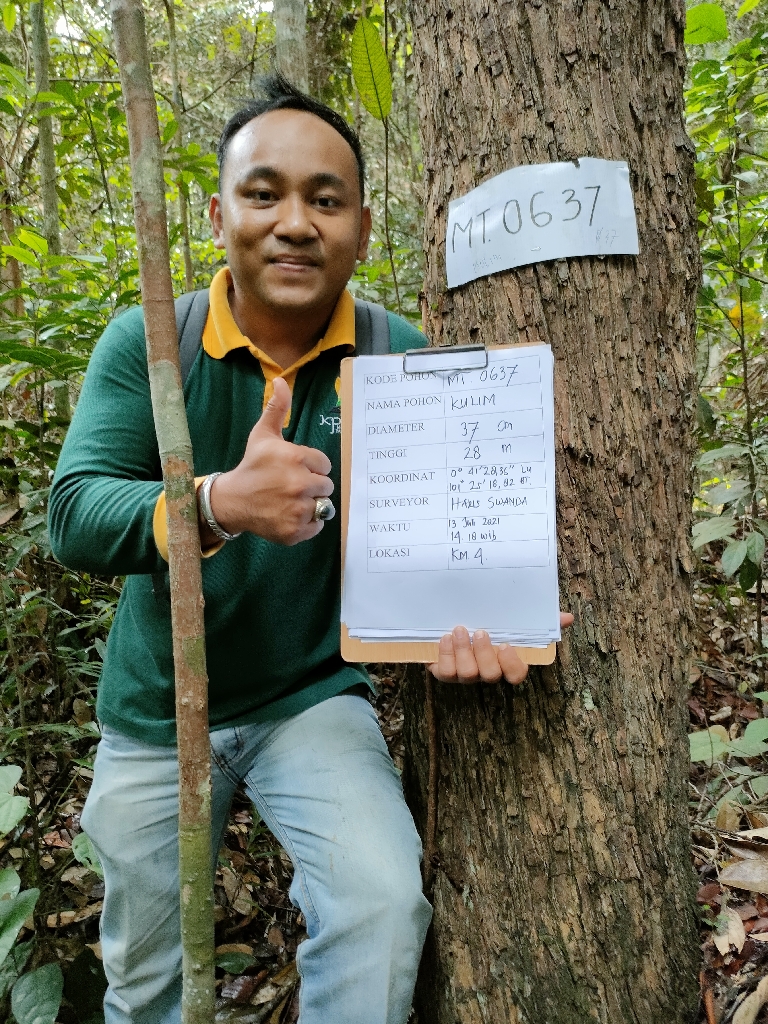 MT. 0637
KODE POHON MT. 0637
NAMA POHON KULIM
DIAMETER 37 cm
TINGGI 28 m
KOORDINAT 0° 41' 28,36" LU
101° 25' 18,82 BT.
SURVEYOR HARIS SWANDA
WAKTU 13 Juli 2021
14. 18 wib
LOKASI KM 4